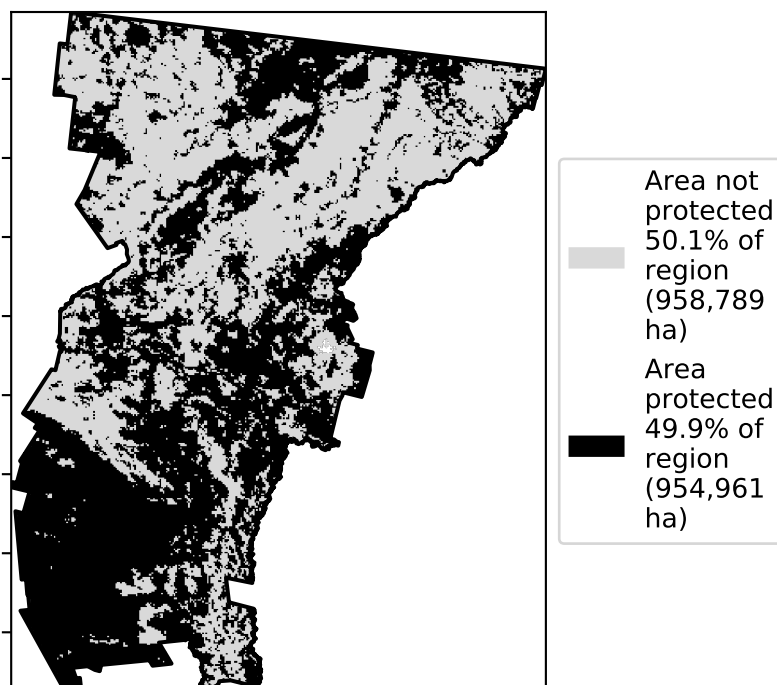 Area not
protected
50.1% of
region
(958,789
ha)
Area
protected
49.9% of
region
(954,961
ha)